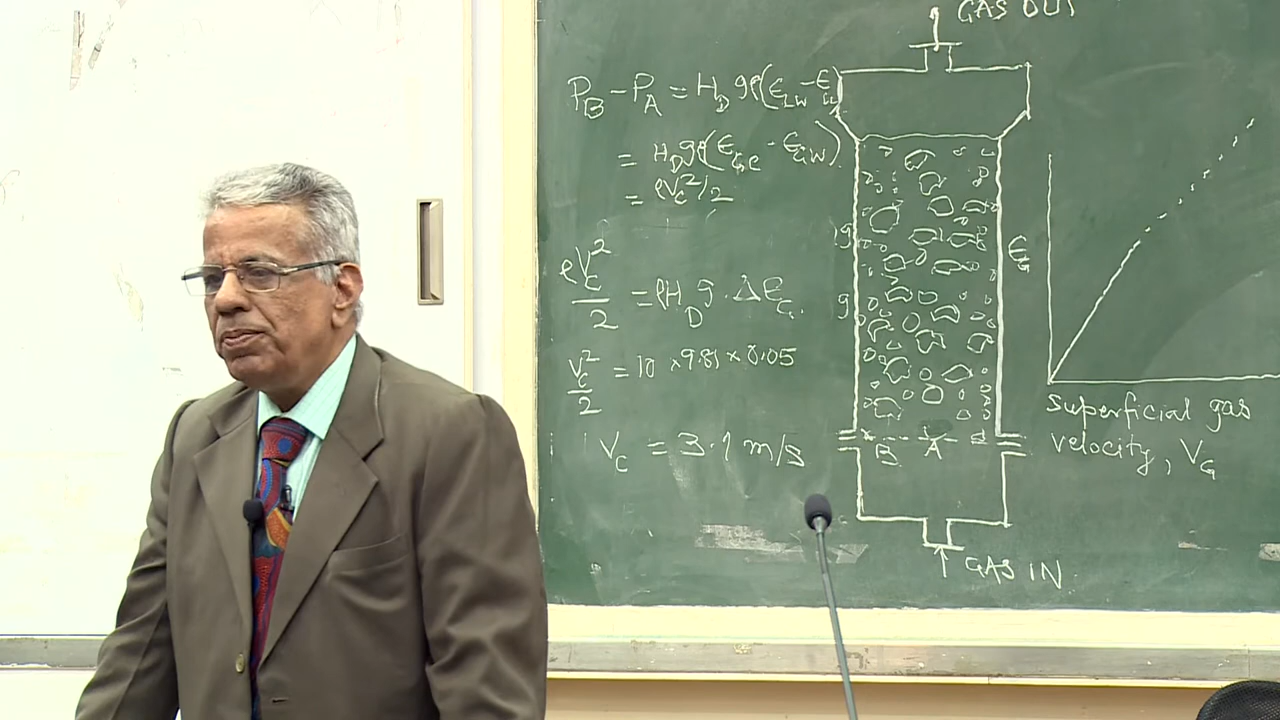 GAS OUT
P_B - P_A = H_D gρ(ϵ_LW - ϵ
= H_D gρ(ϵ_GC - ϵ_GW)
= ρV_C²/2
ρV_C²/2 = ρH_D g. Δϵ_G.
V_C²/2 = 10 × 9.81 × 0.05
V_C = 3.1 m/s
ϵ_G
B A
GAS IN
Superficial gas
velocity, V_G